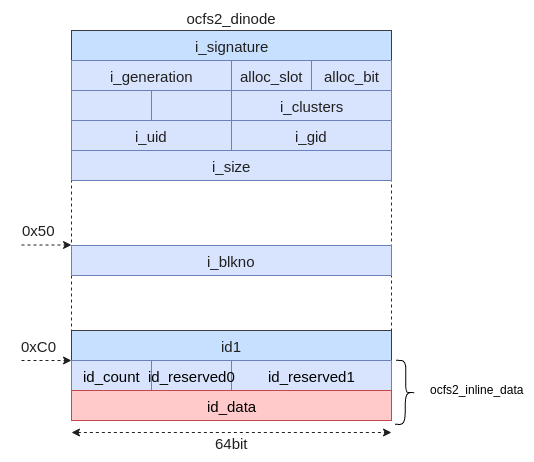 ocfs2_dinode
i_signature
i_generation alloc_slot alloc_bit
i_clusters
i_uid i_gid
i_size
0x50
i_blkno
0xC0
id1
id_count id_reserved0 id_reserved1
ocfs2_inline_data
id_data
64bit